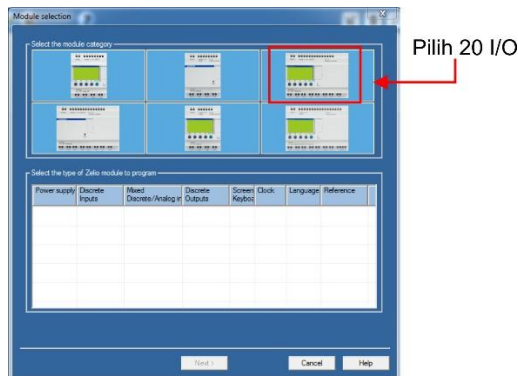 Module selection
Select the module category
Pilih 20 I/O
Select the type of Zelio module to program
Power supply Discrete Inputs Mixed Discrete/Analog in Discrete Outputs Screen Keyboa Clock Language Reference
Next > Cancel Help